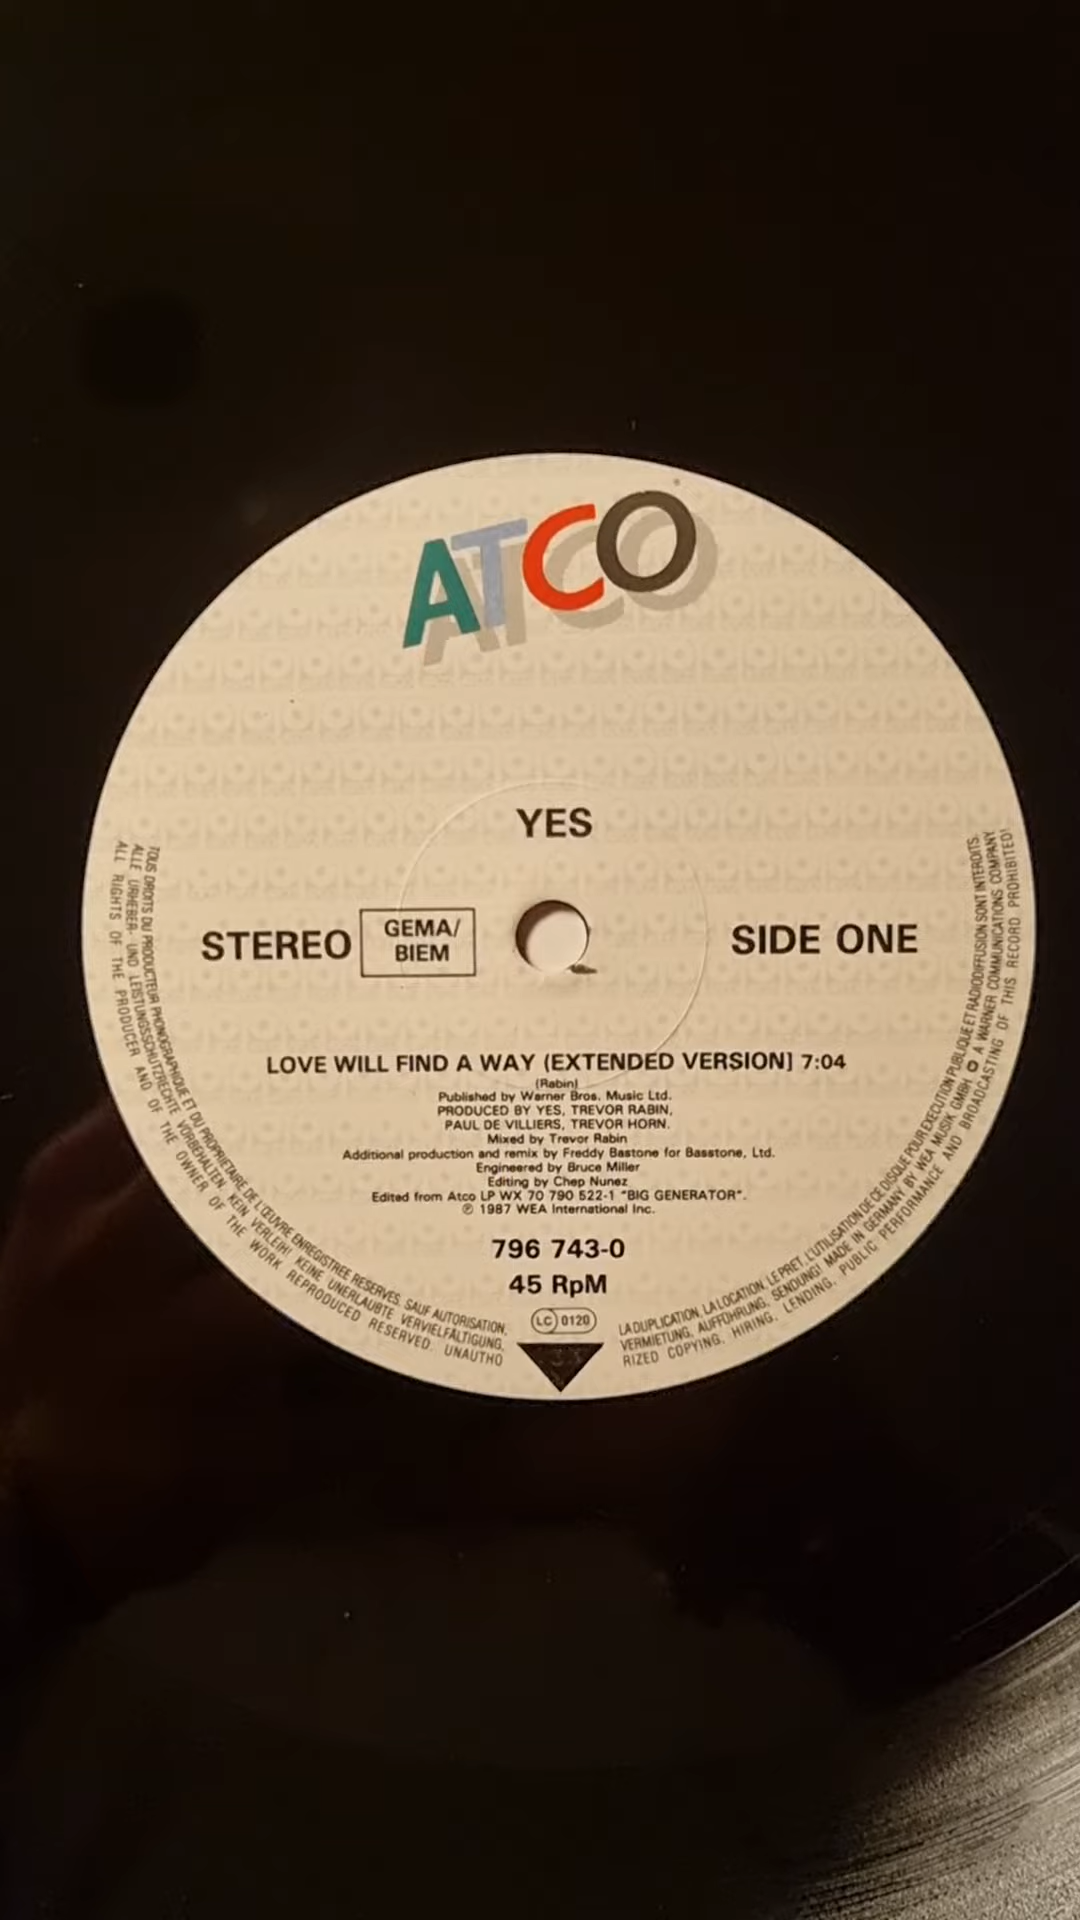 ATCO
YES
STEREO
GEMA/
BIEM
SIDE ONE
LOVE WILL FIND A WAY (EXTENDED VERSION] 7:04
(Rabin)
Published by Warner Bros. Music Ltd.
PRODUCED BY YES, TREVOR RABIN,
PAUL DE VILLIERS, TREVOR HORN.
Mixed by Trevor Rabin
Additional production and remix by Freddy Bastone for Basstone, Ltd.
Engineered by Bruce Miller
Editing by Chep Nunez
Edited from Atco LP WX 70 790 522-1 "BIG GENERATOR".
℗ 1987 WEA International Inc.
796 743-0
45 RpM
LC 0120
TOUS DROITS DU PRODUCTEUR PHONOGRAPHIQUE ET DU PROPRIETAIRE DE L'ŒUVRE ENREGISTREE RESERVES. SAUF AUTORISATION, LA DUPLICATION, LA LOCATION, LE PRET, L'UTILISATION DE CE DISQUE POUR EXECUTION PUBLIQUE ET RADIODIFFUSION SONT INTERDITS.
ALLE URHEBER- UND LEISTUNGSSCHUTZRECHTE VORBEHALTEN. KEIN VERLEIH! KEINE UNERLAUBTE VERVIELFÄLTIGUNG, VERMIETUNG, AUFFÜHRUNG, SENDUNG! MADE IN GERMANY BY WEA MUSIK GMBH A WARNER COMMUNICATIONS COMPANY
ALL RIGHTS OF THE PRODUCER AND OF THE OWNER OF THE WORK REPRODUCED RESERVED. UNAUTHO RIZED COPYING, HIRING, LENDING, PUBLIC PERFORMANCE AND BROADCASTING OF THIS RECORD PROHIBITED!